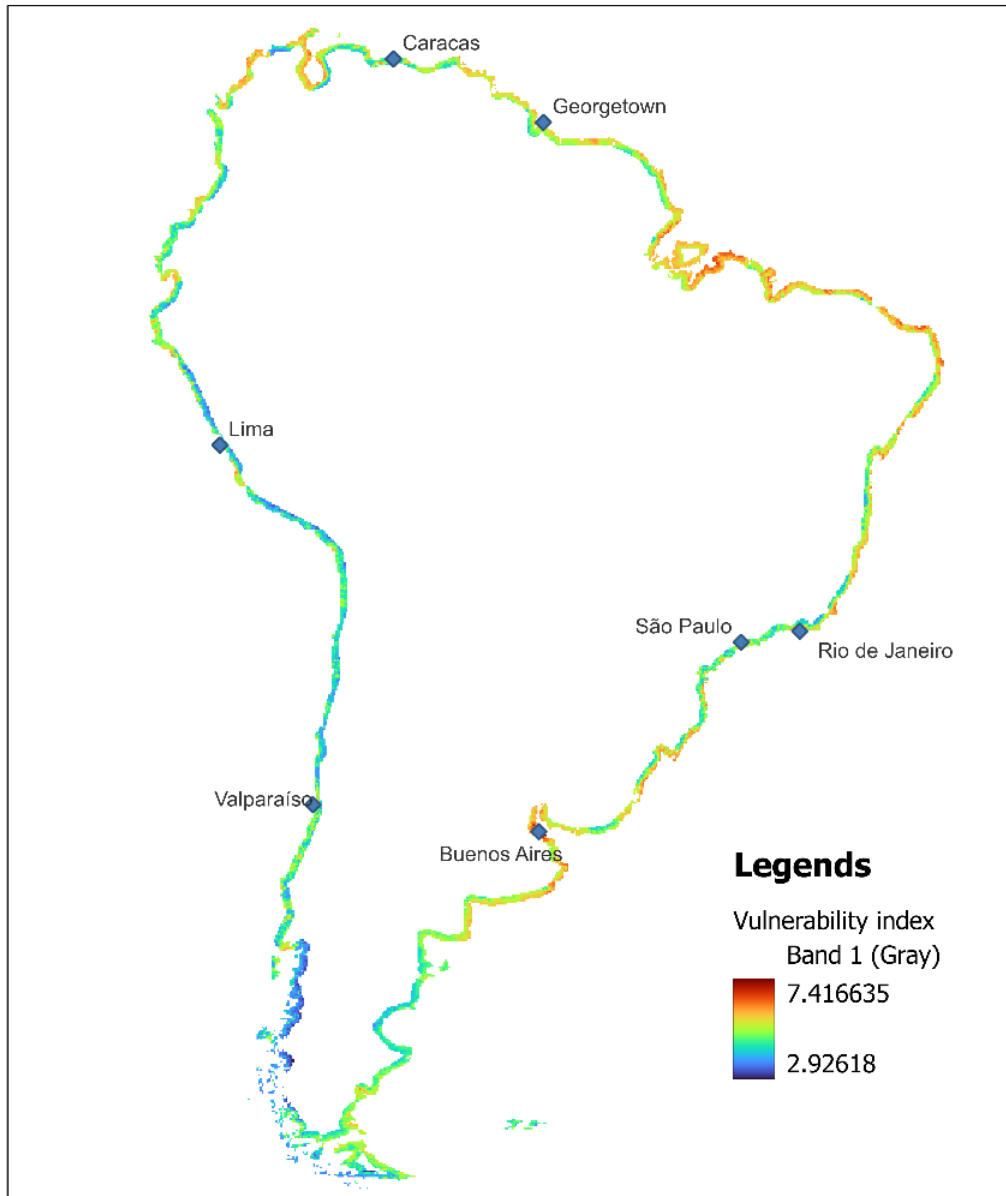 Caracas
Georgetown
Lima
São Paulo
Rio de Janeiro
Valparaíso
Buenos Aires
Legends
Vulnerability index
Band 1 (Gray)
7.416635
2.92618